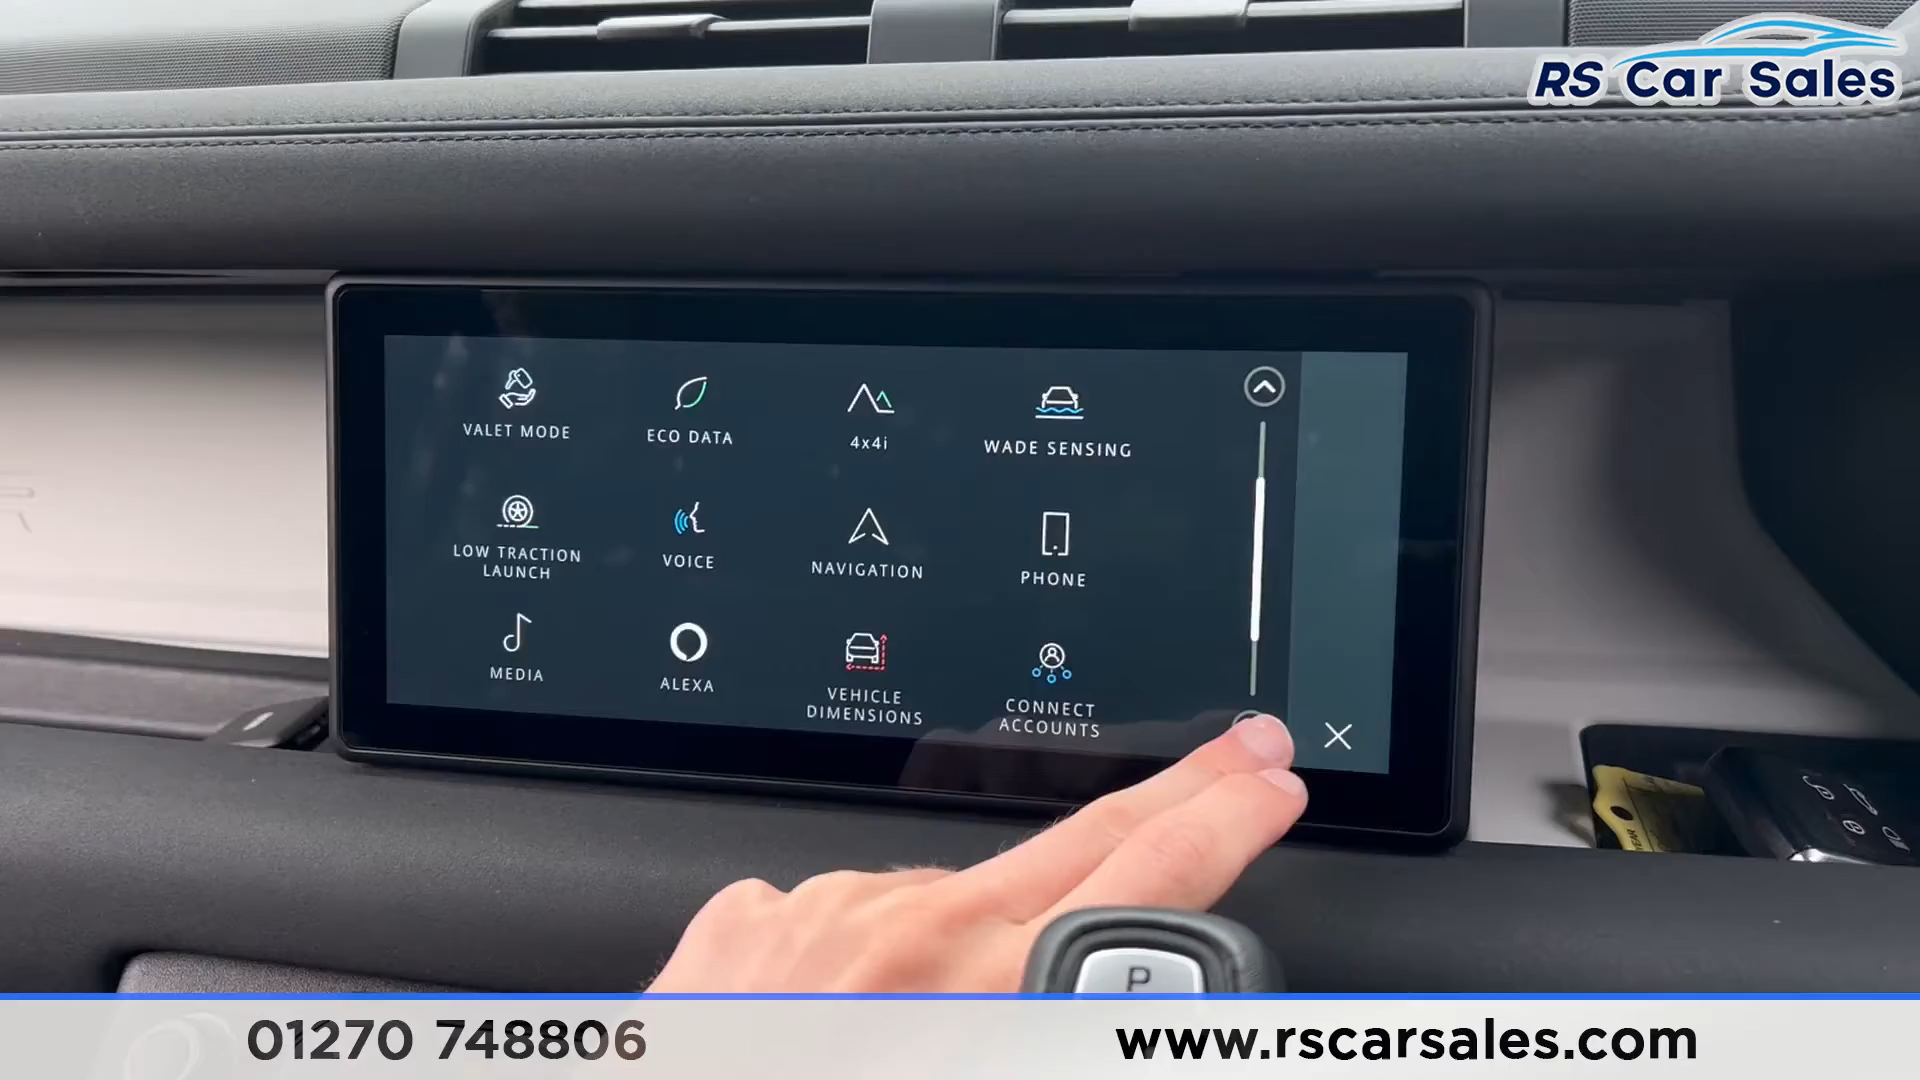 RS Car Sales
VALET MODE
ECO DATA
4x4i
WADE SENSING
LOW TRACTION
LAUNCH
VOICE
NAVIGATION
PHONE
MEDIA
ALEXA
VEHICLE
DIMENSIONS
CONNECT
ACCOUNTS
R
P
01270 748806
www.rscarsales.com